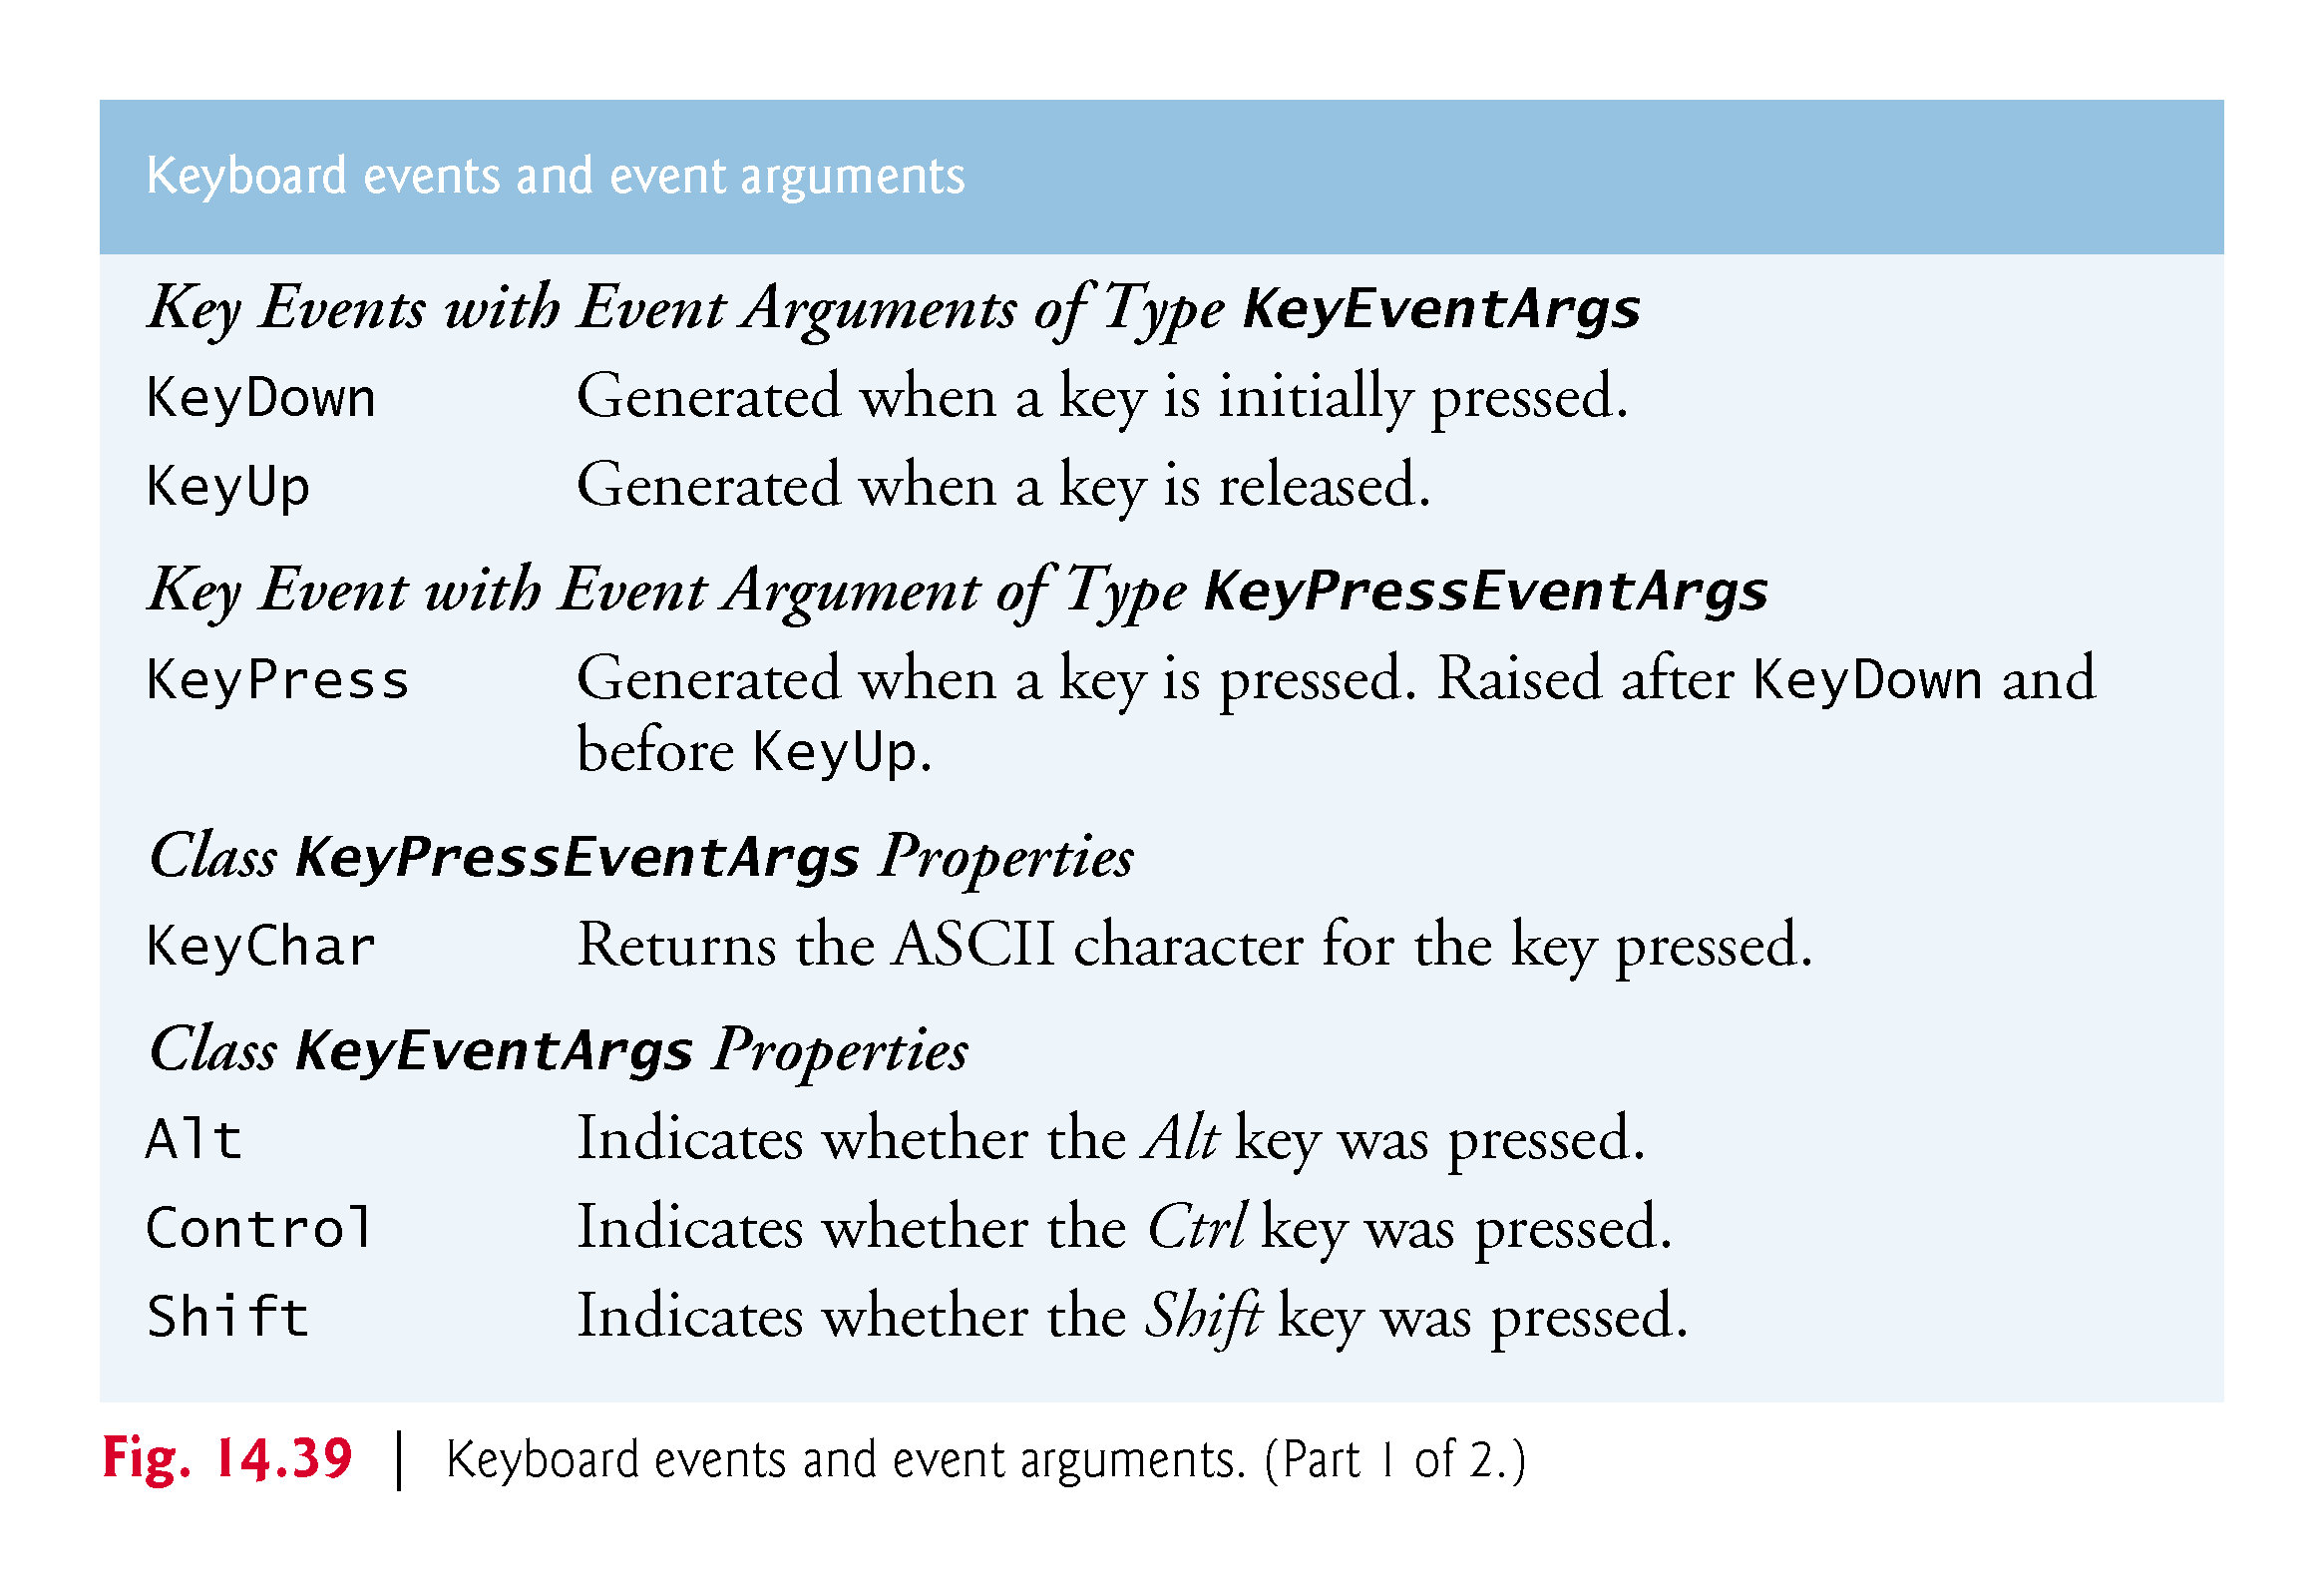 Keyboard events and event arguments
Key Events with Event Arguments of Type KeyEventArgs
KeyDown Generated when a key is initially pressed.
KeyUp Generated when a key is released.
Key Event with Event Argument of Type KeyPressEventArgs
KeyPress Generated when a key is pressed. Raised after KeyDown and
before KeyUp.
Class KeyPressEventArgs Properties
KeyChar Returns the ASCII character for the key pressed.
Class KeyEventArgs Properties
Alt Indicates whether the Alt key was pressed.
Control Indicates whether the Ctrl key was pressed.
Shift Indicates whether the Shift key was pressed.
Fig. 14.39 | Keyboard events and event arguments. (Part 1 of 2.)